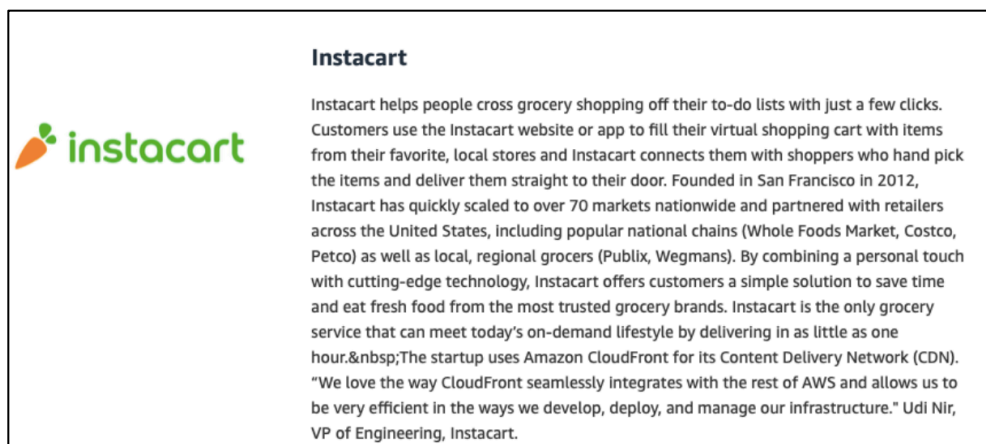 Instacart
instacart
Instacart helps people cross grocery shopping off their to-do lists with just a few clicks.
Customers use the Instacart website or app to fill their virtual shopping cart with items
from their favorite, local stores and Instacart connects them with shoppers who hand pick
the items and deliver them straight to their door. Founded in San Francisco in 2012,
Instacart has quickly scaled to over 70 markets nationwide and partnered with retailers
across the United States, including popular national chains (Whole Foods Market, Costco,
Petco) as well as local, regional grocers (Publix, Wegmans). By combining a personal touch
with cutting-edge technology, Instacart offers customers a simple solution to save time
and eat fresh food from the most trusted grocery brands. Instacart is the only grocery
service that can meet today’s on-demand lifestyle by delivering in as little as one
hour.&nbsp;The startup uses Amazon CloudFront for its Content Delivery Network (CDN).
“We love the way CloudFront seamlessly integrates with the rest of AWS and allows us to
be very efficient in the ways we develop, deploy, and manage our infrastructure." Udi Nir,
VP of Engineering, Instacart.